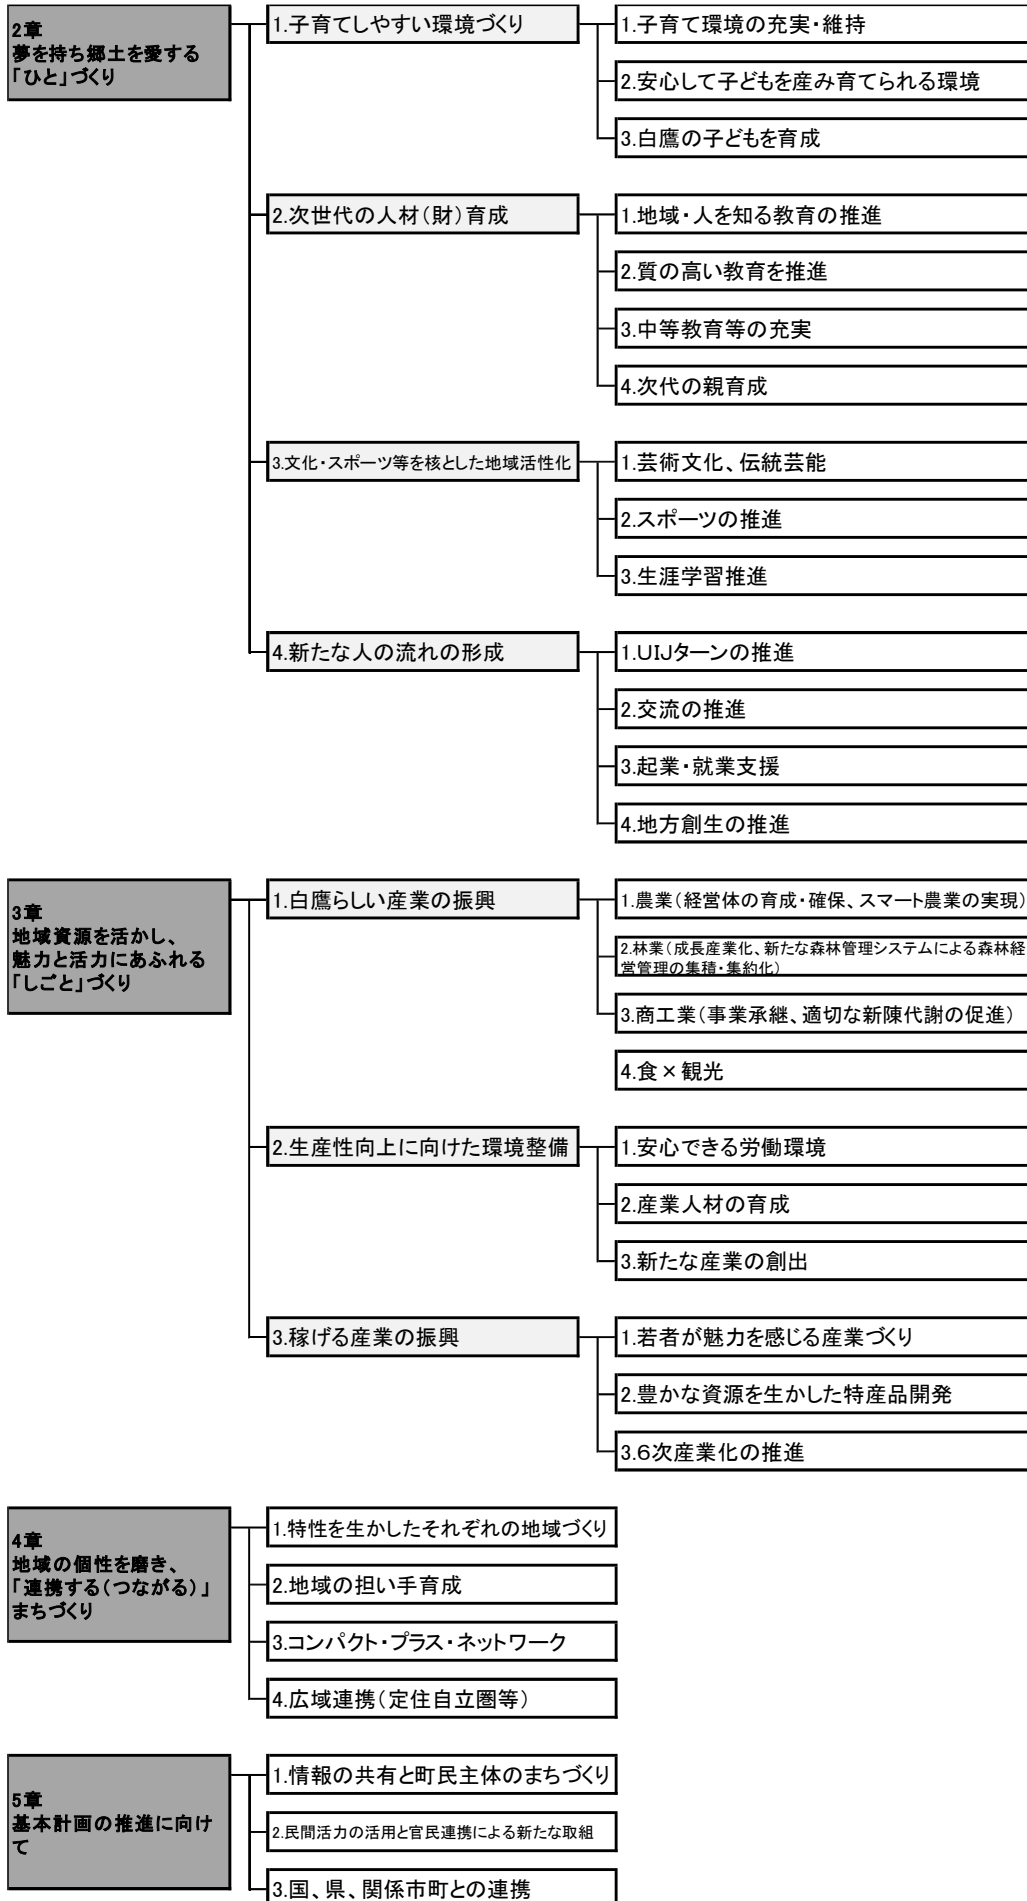 2章
夢を持ち郷土を愛する
「ひと」づくり
1.子育てしやすい環境づくり
1.子育て環境の充実・維持
2.安心して子どもを産み育てられる環境
3.白鷹の子どもを育成
2.次世代の人材(財)育成
1.地域・人を知る教育の推進
2.質の高い教育を推進
3.中等教育等の充実
4.次代の親育成
3.文化・スポーツ等を核とした地域活性化
1.芸術文化、伝統芸能
2.スポーツの推進
3.生涯学習推進
4.新たな人の流れの形成
1.UIJターンの推進
2.交流の推進
3.起業・就業支援
4.地方創生の推進
3章
地域資源を活かし、
魅力と活力にあふれる
「しごと」づくり
1.白鷹らしい産業の振興
1.農業(経営体の育成・確保、スマート農業の実現)
2.林業(成長産業化、新たな森林管理システムによる森林経
営管理の集積・集約化)
3.商工業(事業承継、適切な新陳代謝の促進)
4.食×観光
2.生産性向上に向けた環境整備
1.安心できる労働環境
2.産業人材の育成
3.新たな産業の創出
3.稼げる産業の振興
1.若者が魅力を感じる産業づくり
2.豊かな資源を生かした特産品開発
3.6次産業化の推進
4章
地域の個性を磨き、
「連携する(つながる)」
まちづくり
1.特性を生かしたそれぞれの地域づくり
2.地域の担い手育成
3.コンパクト・プラス・ネットワーク
4.広域連携(定住自立圏等)
5章
基本計画の推進に向け
て
1.情報の共有と町民主体のまちづくり
2.民間活力の活用と官民連携による新たな取組
3.国、県、関係市町との連携